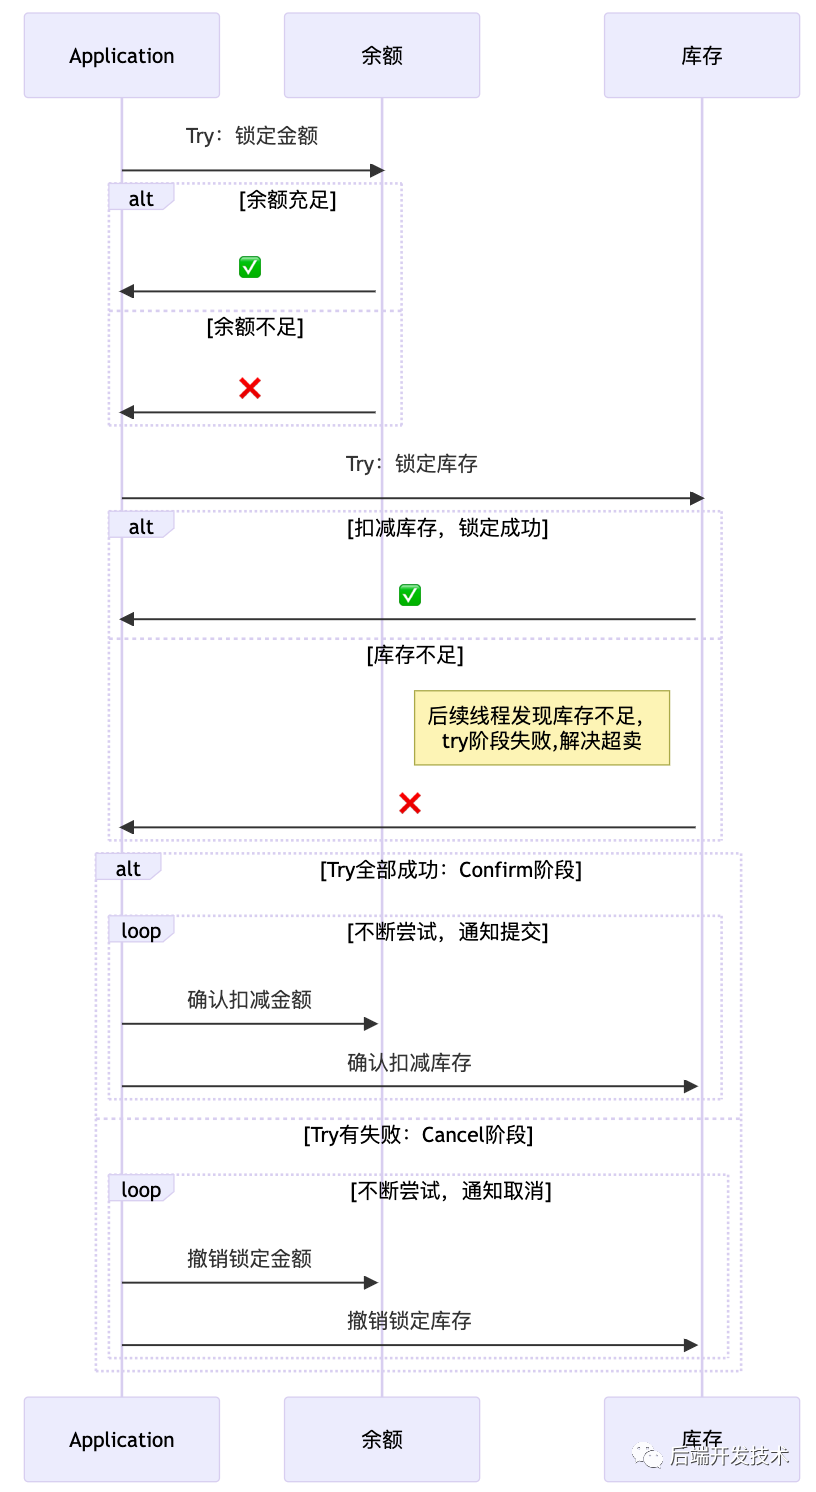 Application
余额
库存
Try：锁定金额
alt
[余额充足]
[余额不足]
Try：锁定库存
alt
[扣减库存，锁定成功]
[库存不足]
后续线程发现库存不足，
try阶段失败,解决超卖
alt
[Try全部成功：Confirm阶段]
loop
[不断尝试，通知提交]
确认扣减金额
确认扣减库存
[Try有失败：Cancel阶段]
loop
[不断尝试，通知取消]
撤销锁定金额
撤销锁定库存
Application
余额
库存
后端开发技术